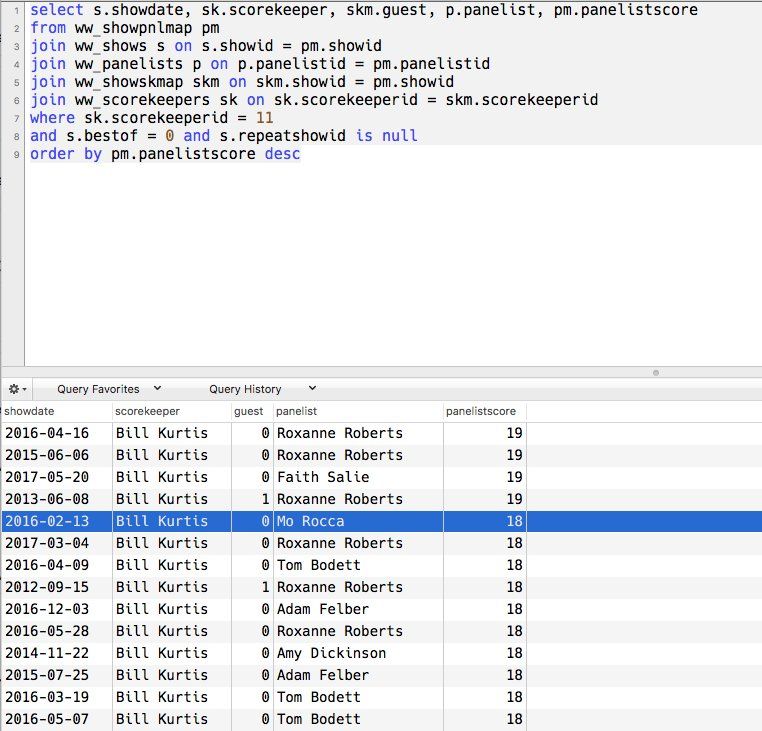 1 select s.showdate, sk.scorekeeper, skm.guest, p.panelist, pm.panelistscore
2 from ww_showpnlmap pm
3 join ww_shows s on s.showid = pm.showid
4 join ww_panelists p on p.panelistid = pm.panelistid
5 join ww_showskmap skm on skm.showid = pm.showid
6 join ww_scorekeepers sk on sk.scorekeeperid = skm.scorekeeperid
7 where sk.scorekeeperid = 11
8 and s.bestof = 0 and s.repeatshowid is null
9 order by pm.panelistscore desc
Query Favorites Query History
showdate scorekeeper guest panelist panelistscore
2016-04-16 Bill Kurtis 0 Roxanne Roberts 19
2015-06-06 Bill Kurtis 0 Roxanne Roberts 19
2017-05-20 Bill Kurtis 0 Faith Salie 19
2013-06-08 Bill Kurtis 1 Roxanne Roberts 19
2016-02-13 Bill Kurtis 0 Mo Rocca 18
2017-03-04 Bill Kurtis 0 Roxanne Roberts 18
2016-04-09 Bill Kurtis 0 Tom Bodett 18
2012-09-15 Bill Kurtis 1 Roxanne Roberts 18
2016-12-03 Bill Kurtis 0 Adam Felber 18
2016-05-28 Bill Kurtis 0 Roxanne Roberts 18
2014-11-22 Bill Kurtis 0 Amy Dickinson 18
2015-07-25 Bill Kurtis 0 Adam Felber 18
2016-03-19 Bill Kurtis 0 Tom Bodett 18
2016-05-07 Bill Kurtis 0 Tom Bodett 18